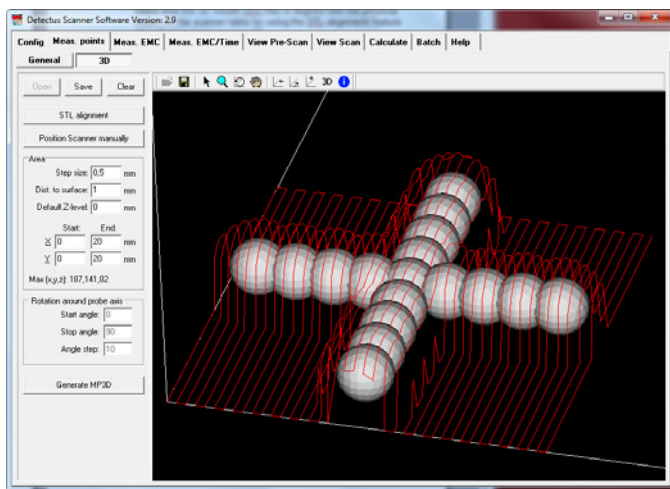 Detectus Scanner Software Version: 2.9
Config Meas. points Meas. EMC Meas. EMC/Time View Pre-Scan View Scan Calculate Batch Help
General 3D
Open Save Clear 3D
STL alignment
Position Scanner manually
Area
Step size: 0,5 mm
Dist. to surface: 1 mm
Default Z-level: 0 mm
Start: End:
X 0 20 mm
Y 0 20 mm
Max (x,y,z): 187,141,82
Rotation around probe axis
Start angle: 0
Stop angle: 90
Angle step: 10
Generate MP3D